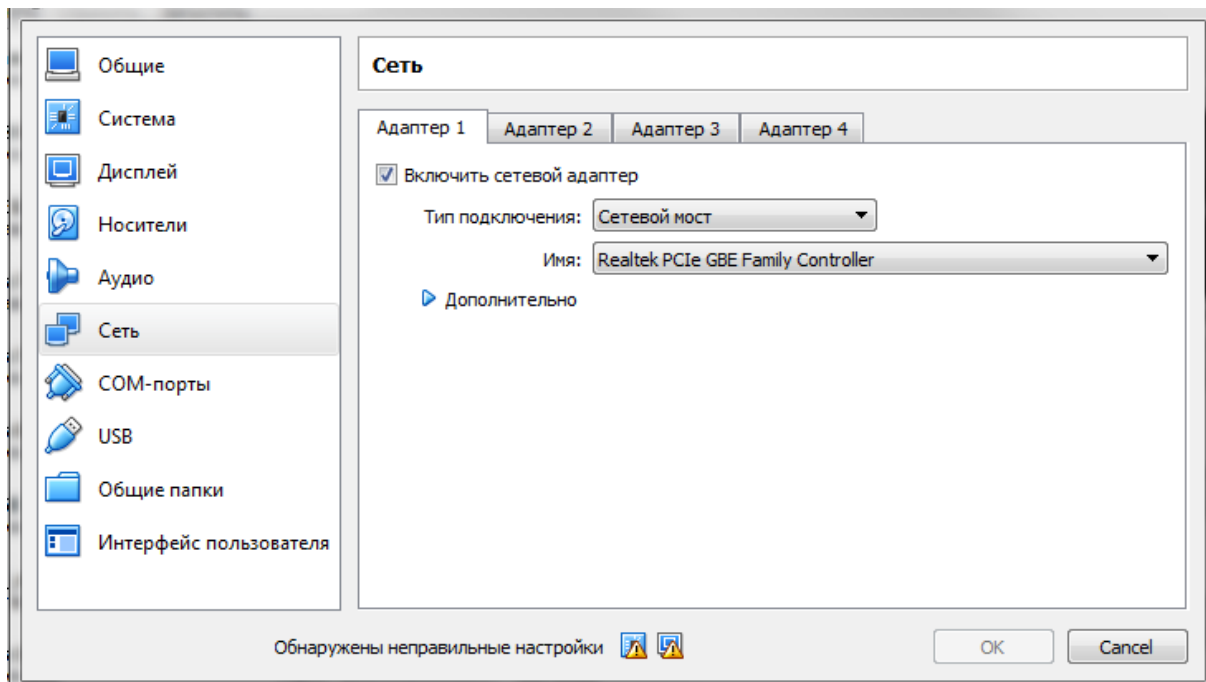 Общие
Система
Дисплей
Носители
Аудио
Сеть
COM-порты
USB
Общие папки
Интерфейс пользователя
Сеть
Адаптер 1 Адаптер 2 Адаптер 3 Адаптер 4
Включить сетевой адаптер
Тип подключения: Сетевой мост
Имя: Realtek PCIe GBE Family Controller
Дополнительно
Обнаружены неправильные настройки OK Cancel